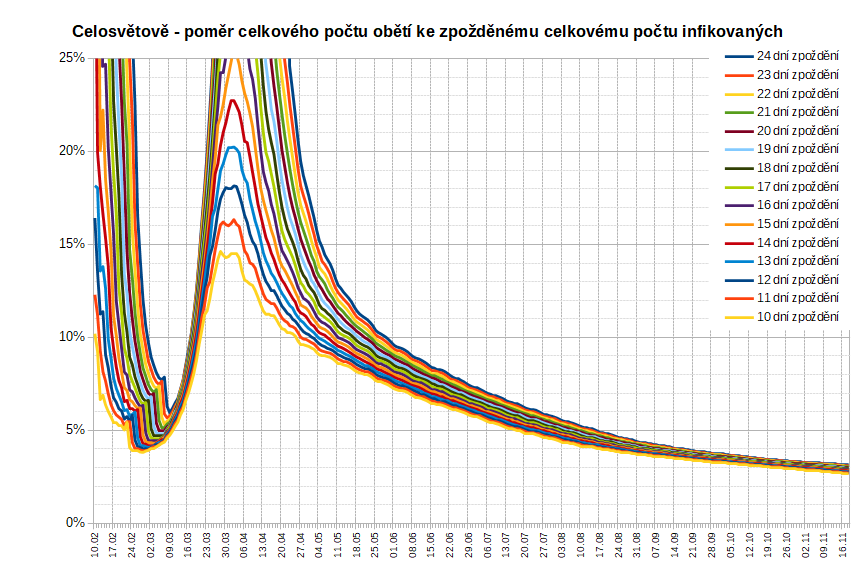 Celosvětově - poměr celkového počtu obětí ke zpožděnému celkovému počtu infikovaných
25%
20%
15%
10%
5%
0%
24 dní zpoždění
23 dní zpoždění
22 dní zpoždění
21 dní zpoždění
20 dní zpoždění
19 dní zpoždění
18 dní zpoždění
17 dní zpoždění
16 dní zpoždění
15 dní zpoždění
14 dní zpoždění
13 dní zpoždění
12 dní zpoždění
11 dní zpoždění
10 dní zpoždění
10.02
17.02
24.02
02.03
09.03
16.03
23.03
30.03
06.04
13.04
20.04
27.04
04.05
11.05
18.05
25.05
01.06
08.06
15.06
22.06
29.06
06.07
13.07
20.07
27.07
03.08
10.08
17.08
24.08
31.08
07.09
14.09
21.09
28.09
05.10
12.10
19.10
26.10
02.11
09.11
16.11